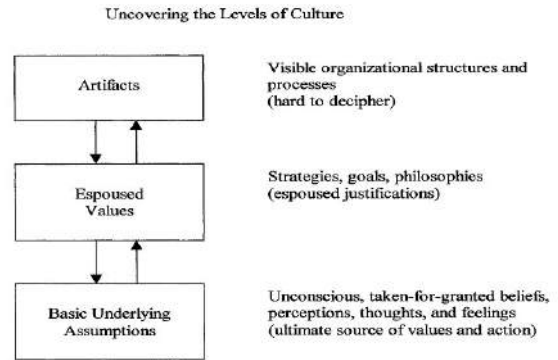 Uncovering the Levels of Culture
Artifacts
Visible organizational structures and
processes
(hard to decipher)
Espoused
Values
Strategies, goals, philosophies
(espoused justifications)
Basic Underlying
Assumptions
Unconscious, taken-for-granted beliefs,
perceptions, thoughts, and feelings
(ultimate source of values and action)